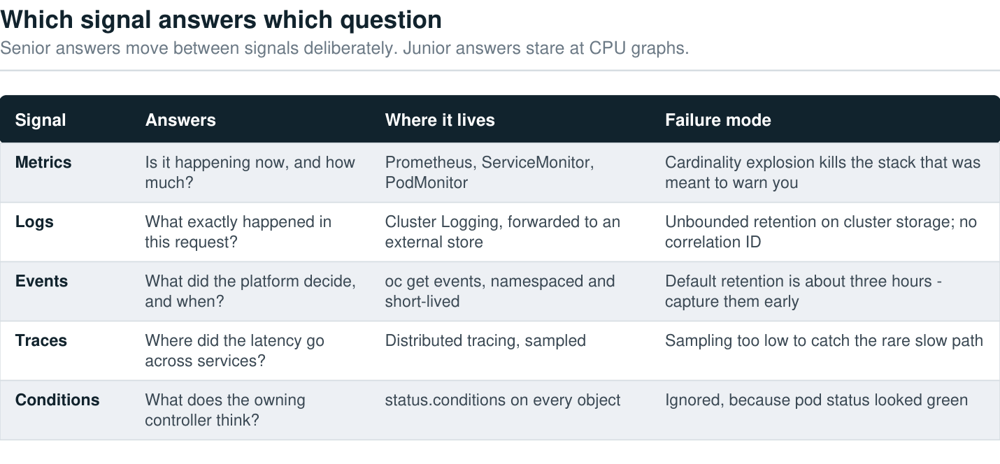 Which signal answers which question
Senior answers move between signals deliberately. Junior answers stare at CPU graphs.
Signal Answers Where it lives Failure mode
Metrics Is it happening now, and how Prometheus, ServiceMonitor, Cardinality explosion kills the stack that was
much? PodMonitor meant to warn you
Logs What exactly happened in Cluster Logging, forwarded to an Unbounded retention on cluster storage; no
this request? external store correlation ID
Events What did the platform decide, oc get events, namespaced and Default retention is about three hours -
and when? short-lived capture them early
Traces Where did the latency go Distributed tracing, sampled Sampling too low to catch the rare slow path
across services?
Conditions What does the owning status.conditions on every object Ignored, because pod status looked green
controller think?